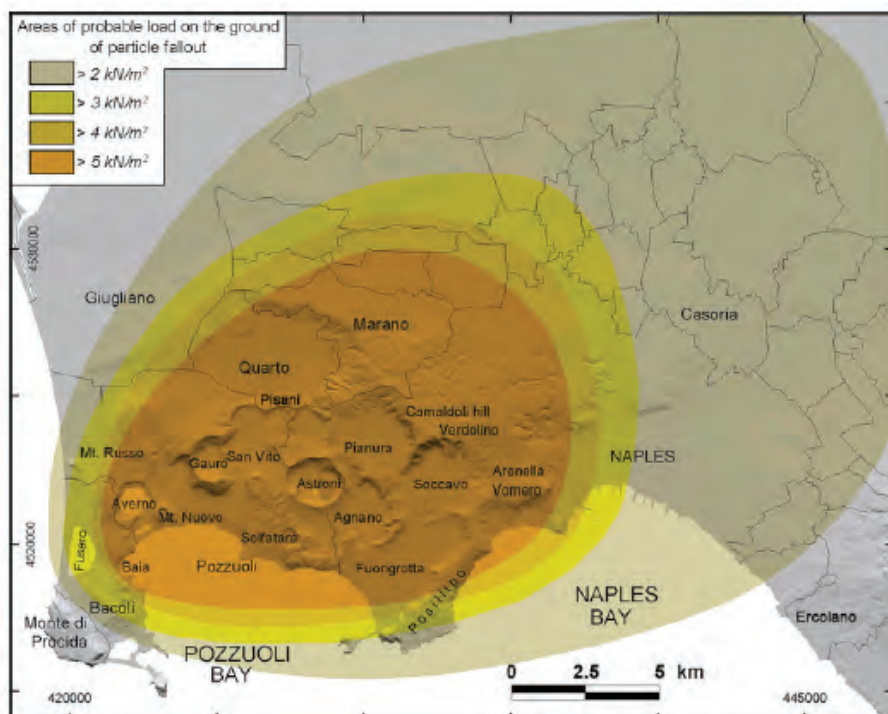 Areas of probable load on the ground
of particle fallout
> 2 kN/m²
> 3 kN/m²
> 4 kN/m²
> 5 kN/m²
4530000
Giugliano
Casoria
Marano
Quarto
Pisani
Camaldoli hill
Verdolino
Mt. Russo
Gauro
San Vito
Pianura
NAPLES
Astroni
Soccavo
Arenella
Vomero
Averno
Mt. Nuovo
Agnano
Solfatara
4520000
Fusaro
Baia
Pozzuoli
Fuorigrotta
Posillipo
NAPLES
BAY
Bacoli
Monte di
Procida
Ercolano
POZZUOLI
BAY
0 2.5 5 km
420000
445000